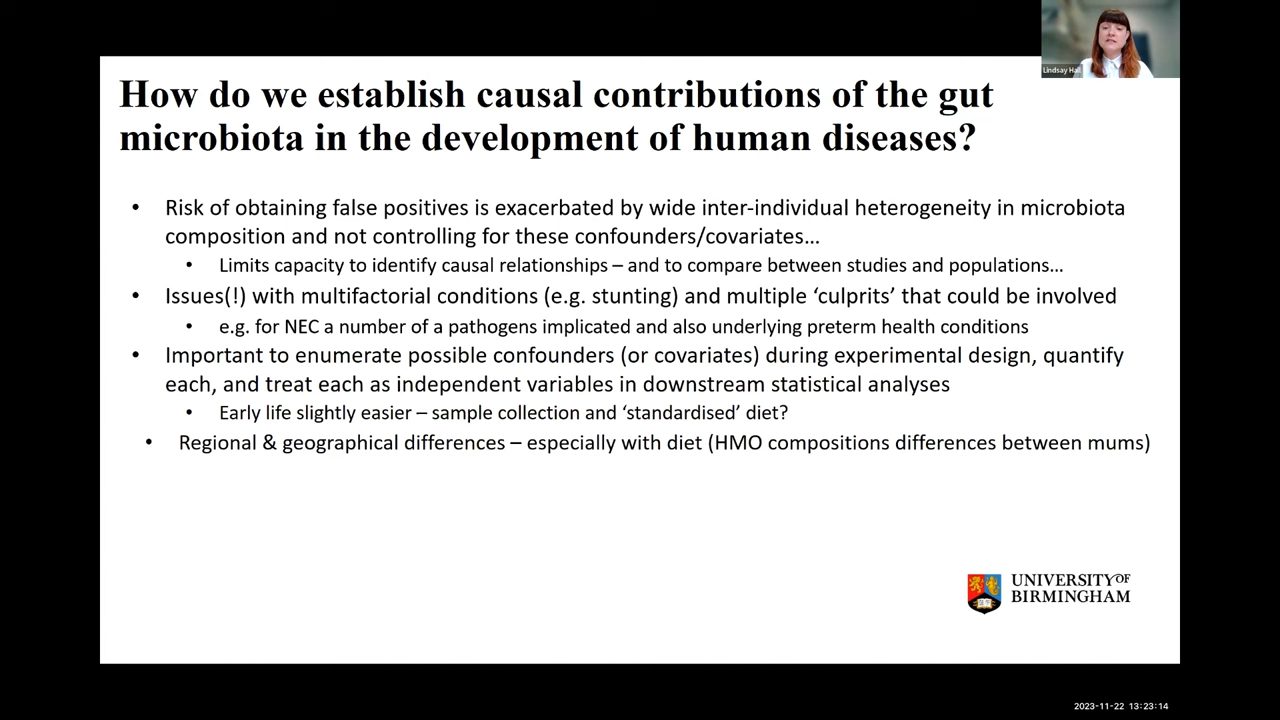 Lindsay Hall
How do we establish causal contributions of the gut
microbiota in the development of human diseases?
• Risk of obtaining false positives is exacerbated by wide inter-individual heterogeneity in microbiota
composition and not controlling for these confounders/covariates…
• Limits capacity to identify causal relationships – and to compare between studies and populations…
• Issues(!) with multifactorial conditions (e.g. stunting) and multiple ‘culprits’ that could be involved
• e.g. for NEC a number of a pathogens implicated and also underlying preterm health conditions
• Important to enumerate possible confounders (or covariates) during experimental design, quantify
each, and treat each as independent variables in downstream statistical analyses
• Early life slightly easier – sample collection and ‘standardised’ diet?
• Regional & geographical differences – especially with diet (HMO compositions differences between mums)
UNIVERSITY OF
BIRMINGHAM
2023-11-22 13:23:14